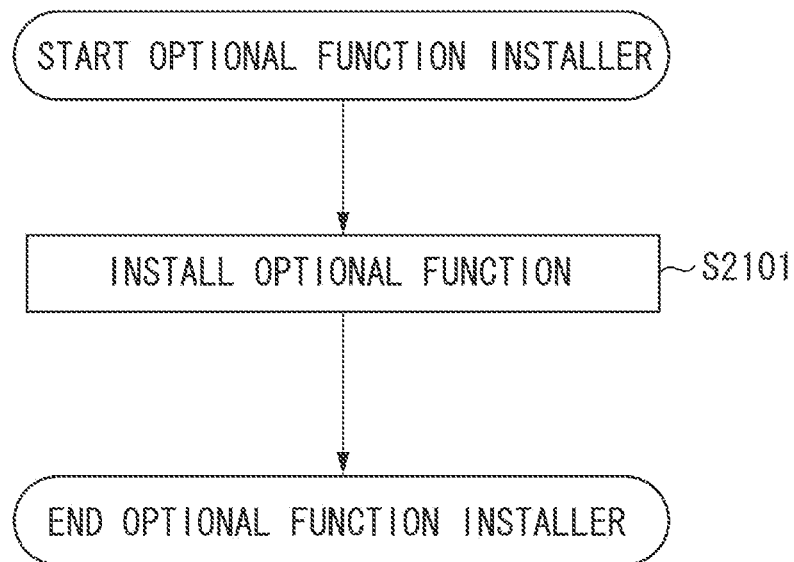 START OPTIONAL FUNCTION INSTALLER
INSTALL OPTIONAL FUNCTION
S2101
END OPTIONAL FUNCTION INSTALLER